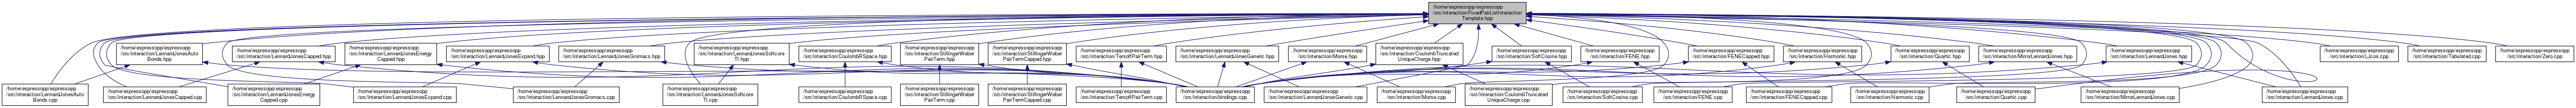 /home/espressopp/espressopp
/src/interaction/FixedPairListInteraction
Template.hpp
/home/espressopp/espressopp
/src/interaction/LennardJonesAuto
Bonds.hpp
/home/espressopp/espressopp
/src/interaction/LennardJonesCapped.hpp
/home/espressopp/espressopp
/src/interaction/LennardJonesEnergy
Capped.hpp
/home/espressopp/espressopp
/src/interaction/LennardJonesExpand.hpp
/home/espressopp/espressopp
/src/interaction/LennardJonesGromacs.hpp
/home/espressopp/espressopp
/src/interaction/LennardJonesSoftcore
TI.hpp
/home/espressopp/espressopp
/src/interaction/CoulombRSpace.hpp
/home/espressopp/espressopp
/src/interaction/StillingerWeber
PairTerm.hpp
/home/espressopp/espressopp
/src/interaction/StillingerWeber
PairTermCapped.hpp
/home/espressopp/espressopp
/src/interaction/TersoffPairTerm.hpp
/home/espressopp/espressopp
/src/interaction/LennardJonesGeneric.hpp
/home/espressopp/espressopp
/src/interaction/Morse.hpp
/home/espressopp/espressopp
/src/interaction/CoulombTruncated
UniqueCharge.hpp
/home/espressopp/espressopp
/src/interaction/SoftCosine.hpp
/home/espressopp/espressopp
/src/interaction/FENE.hpp
/home/espressopp/espressopp
/src/interaction/FENECapped.hpp
/home/espressopp/espressopp
/src/interaction/Harmonic.hpp
/home/espressopp/espressopp
/src/interaction/Quartic.hpp
/home/espressopp/espressopp
/src/interaction/MirrorLennardJones.hpp
/home/espressopp/espressopp
/src/interaction/LennardJones.hpp
/home/espressopp/espressopp
/src/interaction/LJcos.cpp
/home/espressopp/espressopp
/src/interaction/Tabulated.cpp
/home/espressopp/espressopp
/src/interaction/Zero.cpp
/home/espressopp/espressopp
/src/interaction/LennardJonesAuto
Bonds.cpp
/home/espressopp/espressopp
/src/interaction/LennardJonesCapped.cpp
/home/espressopp/espressopp
/src/interaction/LennardJonesEnergy
Capped.cpp
/home/espressopp/espressopp
/src/interaction/LennardJonesExpand.cpp
/home/espressopp/espressopp
/src/interaction/LennardJonesGromacs.cpp
/home/espressopp/espressopp
/src/interaction/LennardJonesSoftcore
TI.cpp
/home/espressopp/espressopp
/src/interaction/CoulombRSpace.cpp
/home/espressopp/espressopp
/src/interaction/StillingerWeber
PairTerm.cpp
/home/espressopp/espressopp
/src/interaction/StillingerWeber
PairTermCapped.cpp
/home/espressopp/espressopp
/src/interaction/TersoffPairTerm.cpp
/home/espressopp/espressopp
/src/interaction/bindings.cpp
/home/espressopp/espressopp
/src/interaction/LennardJonesGeneric.cpp
/home/espressopp/espressopp
/src/interaction/Morse.cpp
/home/espressopp/espressopp
/src/interaction/CoulombTruncated
UniqueCharge.cpp
/home/espressopp/espressopp
/src/interaction/SoftCosine.cpp
/home/espressopp/espressopp
/src/interaction/FENE.cpp
/home/espressopp/espressopp
/src/interaction/FENECapped.cpp
/home/espressopp/espressopp
/src/interaction/Harmonic.cpp
/home/espressopp/espressopp
/src/interaction/Quartic.cpp
/home/espressopp/espressopp
/src/interaction/MirrorLennardJones.cpp
/home/espressopp/espressopp
/src/interaction/LennardJones.cpp